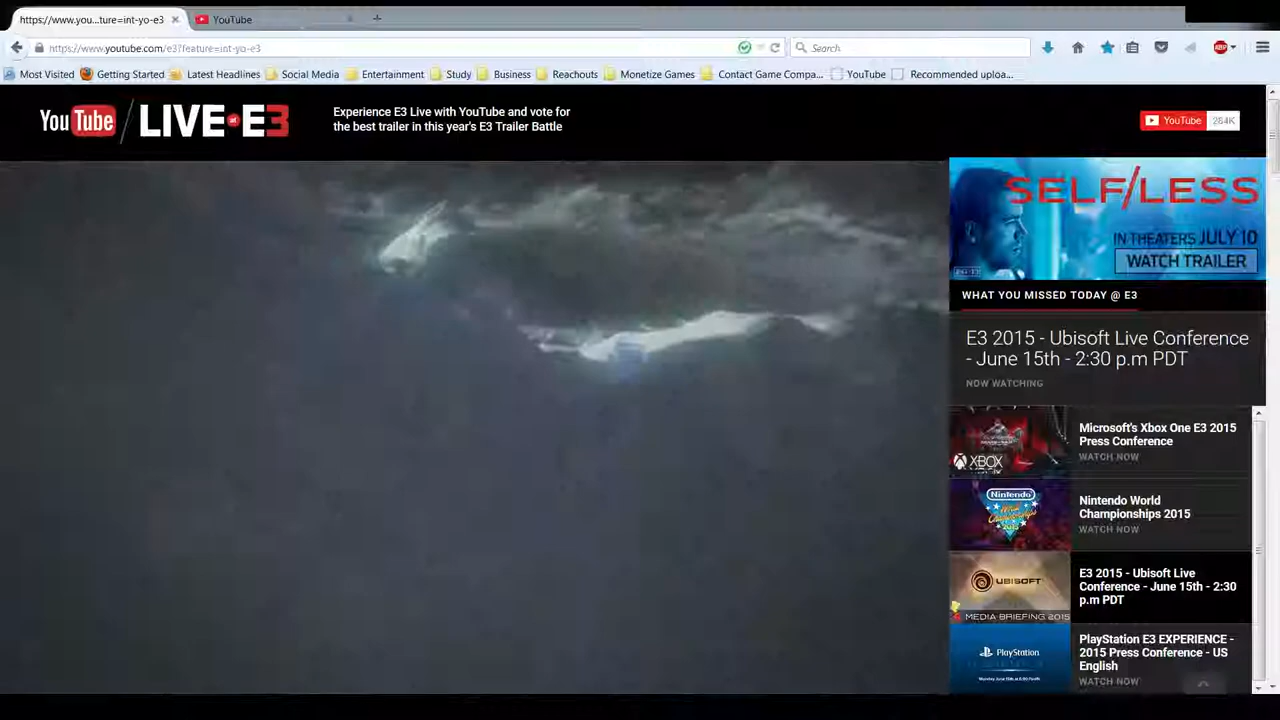 https://www.you...ture=int-yo-e3
YouTube
https://www.youtube.com/e3?feature=int-yo-e3
Search
ABP
Most Visited
Getting Started
Latest Headlines
Social Media
Entertainment
Study
Business
Reachouts
Monetize Games
Contact Game Compa...
YouTube
Recommended uploa...
YouTube / LIVE at E3
Experience E3 Live with YouTube and vote for
the best trailer in this year's E3 Trailer Battle
YouTube 284K
SELF/LESS
IN THEATERS JULY 10
WATCH TRAILER
WHAT YOU MISSED TODAY @ E3
E3 2015 - Ubisoft Live Conference
- June 15th - 2:30 p.m PDT
NOW WATCHING
XBOX
Microsoft's Xbox One E3 2015
Press Conference
WATCH NOW
Nintendo
World
Championships
2015
Nintendo World
Championships 2015
WATCH NOW
UBISOFT
MEDIA BRIEFING 2015
E3 2015 - Ubisoft Live
Conference - June 15th - 2:30
p.m PDT
PlayStation
PlayStation E3 EXPERIENCE -
2015 Press Conference - US
English
WATCH NOW